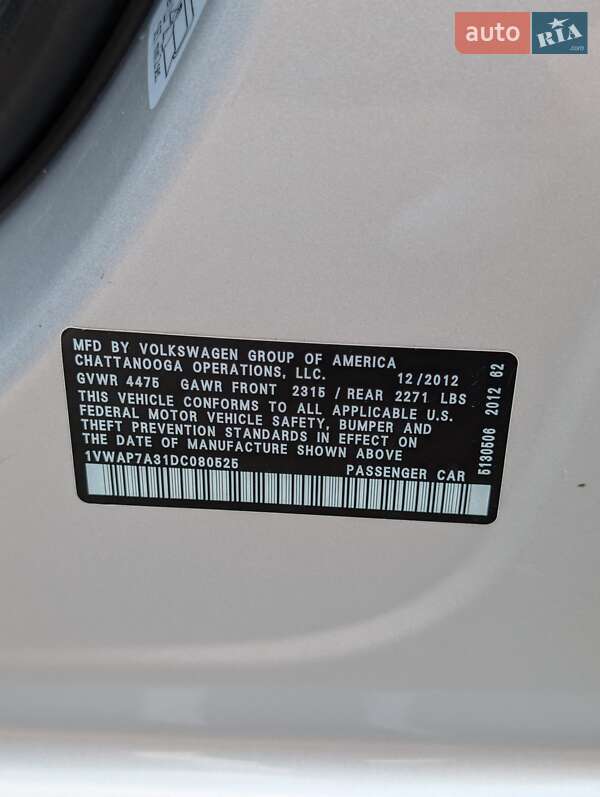 auto RIA
.com
MFD BY VOLKSWAGEN GROUP OF AMERICA
CHATTANOOGA OPERATIONS, LLC. 12/2012
GVWR 4475 GAWR FRONT 2315 / REAR 2271 LBS
THIS VEHICLE CONFORMS TO ALL APPLICABLE U.S.
FEDERAL MOTOR VEHICLE SAFETY, BUMPER AND
THEFT PREVENTION STANDARDS IN EFFECT ON
THE DATE OF MANUFACTURE SHOWN ABOVE
1VWAP7A31DC080525 PASSENGER CAR
5130506 2012 62